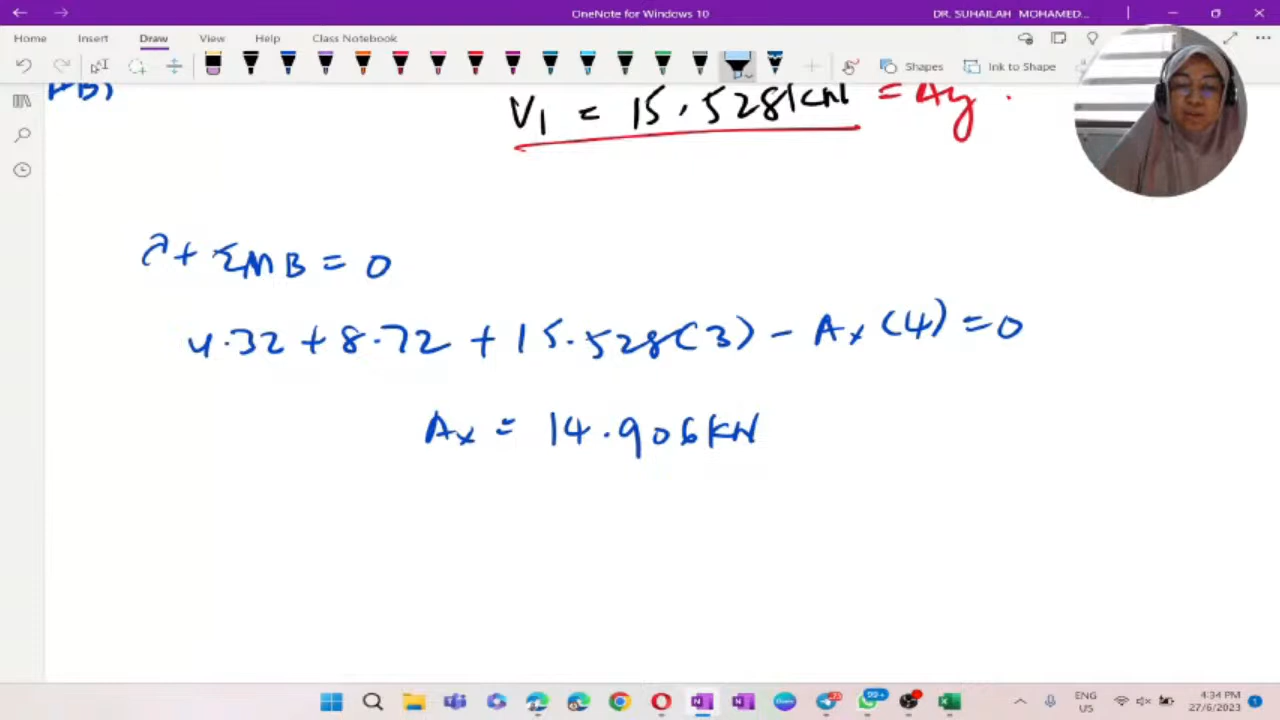 OneNote for Windows 10
DR. SUHAILAH MOHAMED...
Home Insert Draw View Help Class Notebook
Shapes Ink to Shape
V1 = 15.528KN = Ay.
+ ΣMB = 0
4.32 + 8.72 + 15.528(3) - Ax(4) = 0
Ax = 14.906KN
99+
ENG
US
4:34 PM
27/6/2023
1